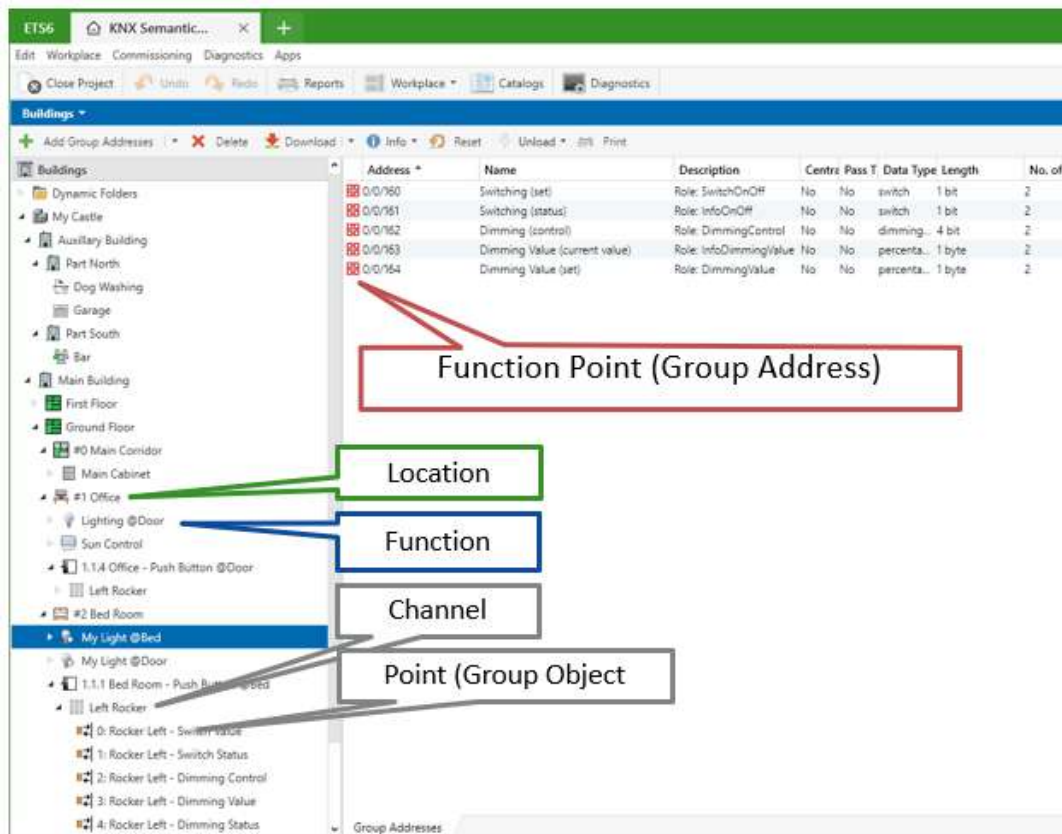 ETS6 KNX Semantic... × +
Edit Workplace Commissioning Diagnostics Apps
Close Project Undo Redo Reports Workplace Catalogs Diagnostics
Buildings
Add Group Addresses Delete Download Info Reset Unload Print
Buildings
Address Name Description Centra Pass T Data Type Length No. of
0/0/160 Switching (set) Role: SwitchOnOff No No switch 1 bit 2
0/0/161 Switching (status) Role: InfoOnOff No No switch 1 bit 2
0/0/162 Dimming (control) Role: DimmingControl No No dimming... 4 bit 2
0/0/163 Dimming Value (current value) Role: InfoDimmingValue No No percenta... 1 byte 2
0/0/164 Dimming Value (set) Role: DimmingValue No No percenta... 1 byte 2
Dynamic Folders
My Castle
Auxillary Building
Part North
Dog Washing
Garage
Part South
Bar
Main Building
First Floor
Ground Floor
#0 Main Corridor
Main Cabinet
#1 Office
Lighting @Door
Sun Control
1.1.4 Office - Push Button @Door
Left Rocker
#2 Bed Room
My Light @Bed
My Light @Door
1.1.1 Bed Room - Push Button @Bed
Left Rocker
0: Rocker Left - Switch Value
1: Rocker Left - Switch Status
2: Rocker Left - Dimming Control
3: Rocker Left - Dimming Value
4: Rocker Left - Dimming Status
Function Point (Group Address)
Location
Function
Channel
Point (Group Object
Group Addresses